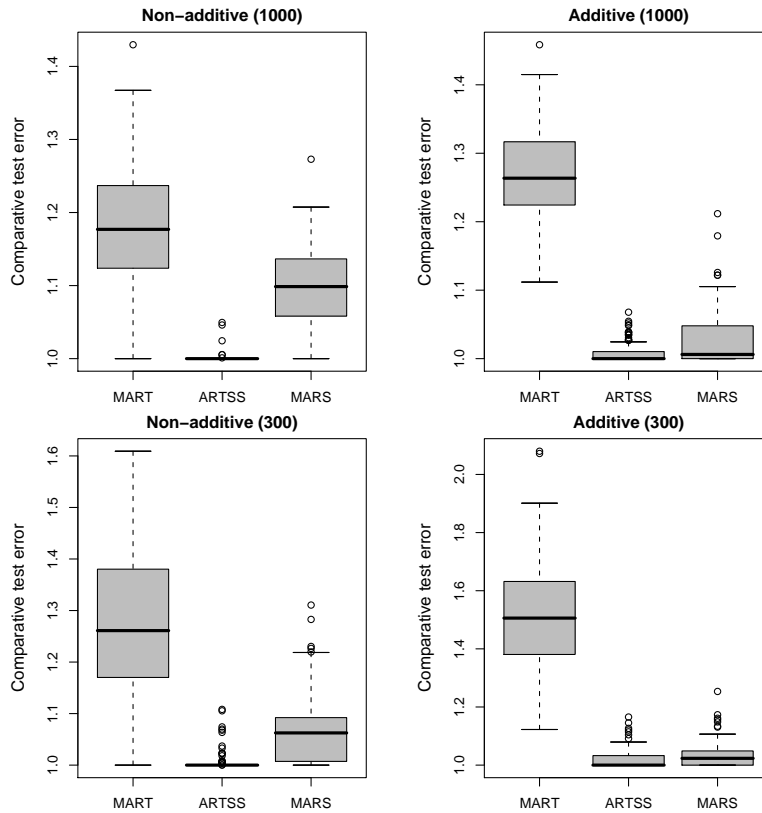 Non−additive (1000)
Comparative test error
1.0
1.1
1.2
1.3
1.4
MART
ARTSS
MARS
Additive (1000)
Comparative test error
1.0
1.1
1.2
1.3
1.4
MART
ARTSS
MARS
Non−additive (300)
Comparative test error
1.0
1.1
1.2
1.3
1.4
1.5
1.6
MART
ARTSS
MARS
Additive (300)
Comparative test error
1.0
1.2
1.4
1.6
1.8
2.0
MART
ARTSS
MARS